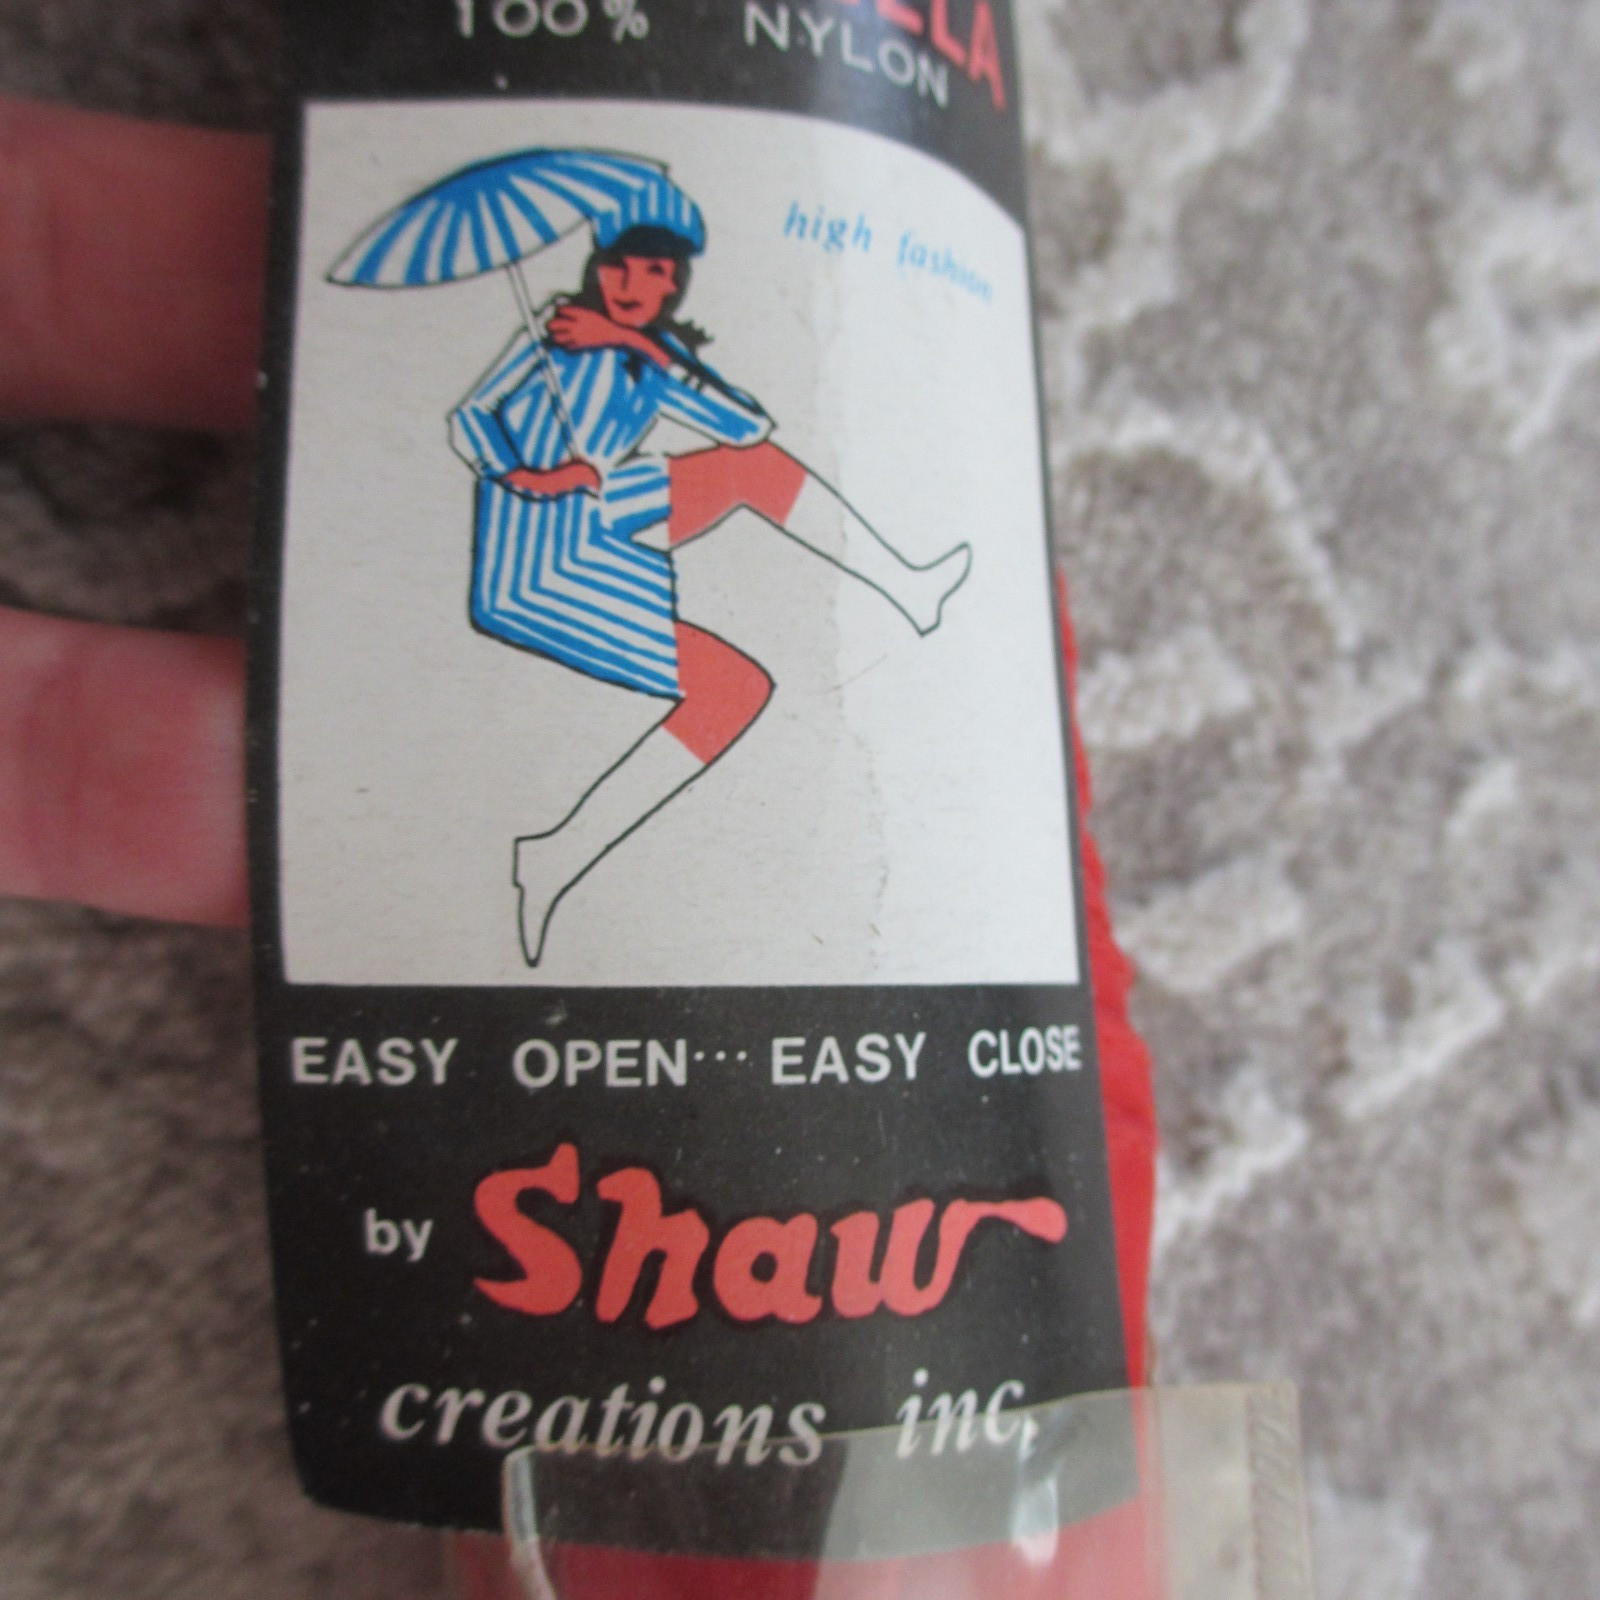 100% NYLON
high fashion
EASY OPEN... EASY CLOSE
by Shaw
creations inc.